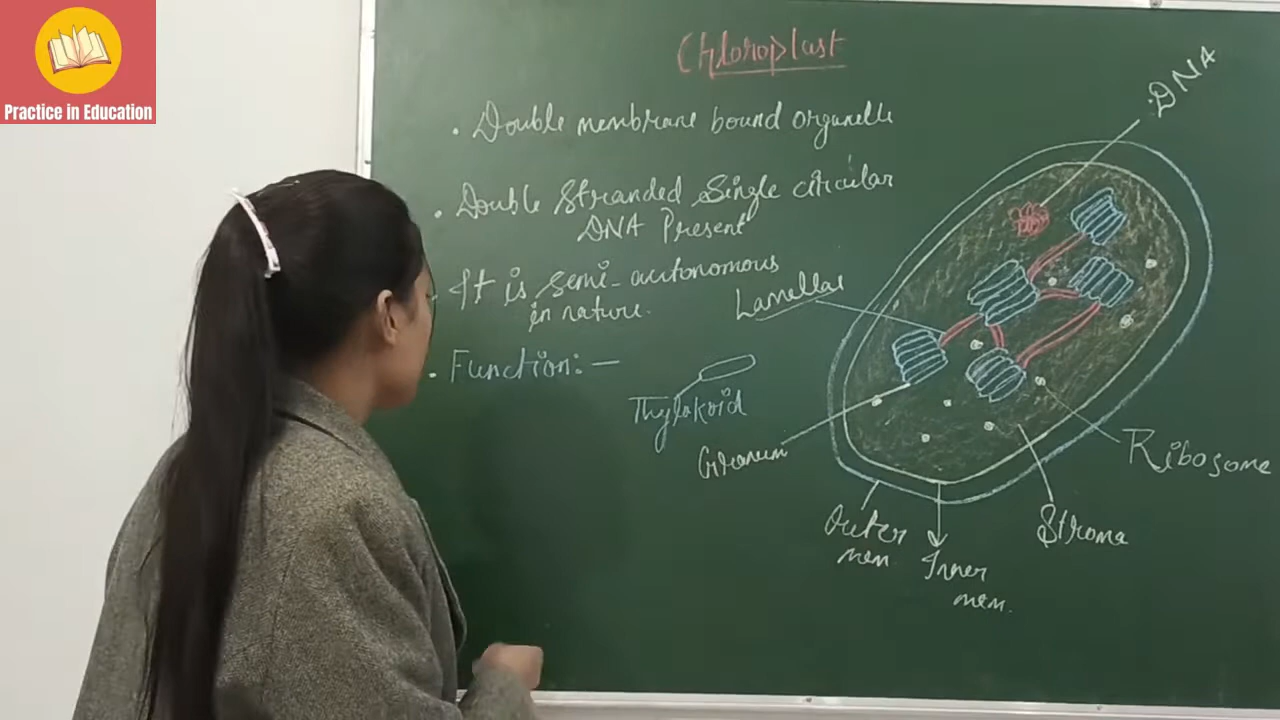 Practice in Education
Chloroplast
• Double membrane bound organelle
• Double Stranded Single circular
DNA Present
• It is semi-autonomous
in nature.
• Function:-
DNA
Lamellae
Thylakoid
Granum
Ribosome
Outer
mem
Inner
mem.
Stroma